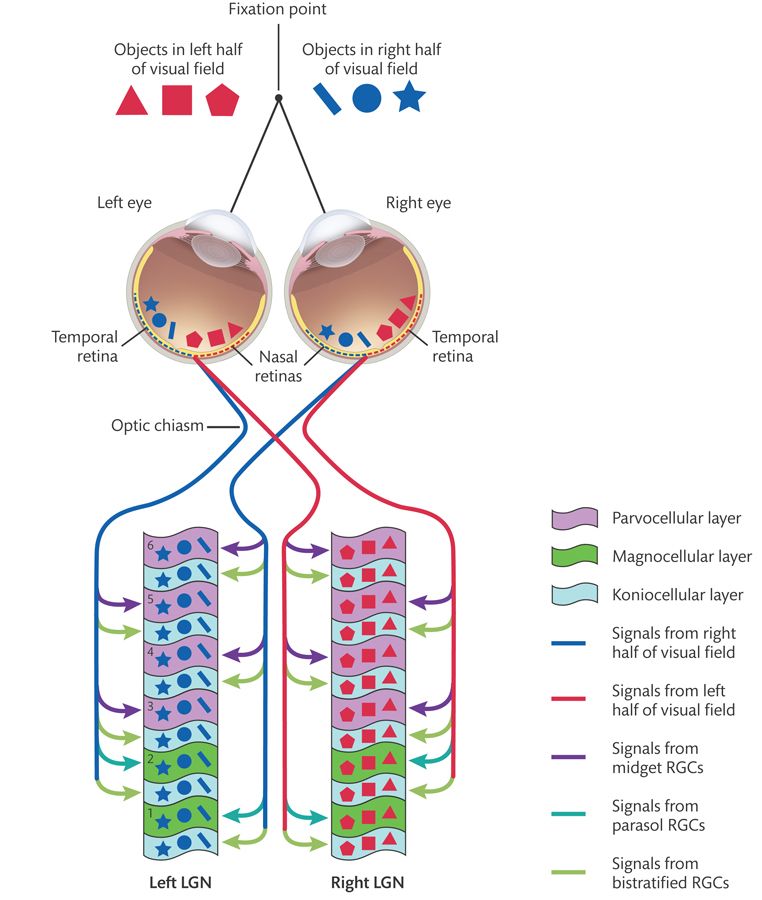 Fixation point
Objects in left half
of visual field
Objects in right half
of visual field
Left eye
Right eye
Temporal
retina
Nasal
retinas
Temporal
retina
Optic chiasm
6
5
4
3
2
1
Left LGN
Right LGN
Parvocellular layer
Magnocellular layer
Koniocellular layer
Signals from right
half of visual field
Signals from left
half of visual field
Signals from
midget RGCs
Signals from
parasol RGCs
Signals from
bistratified RGCs